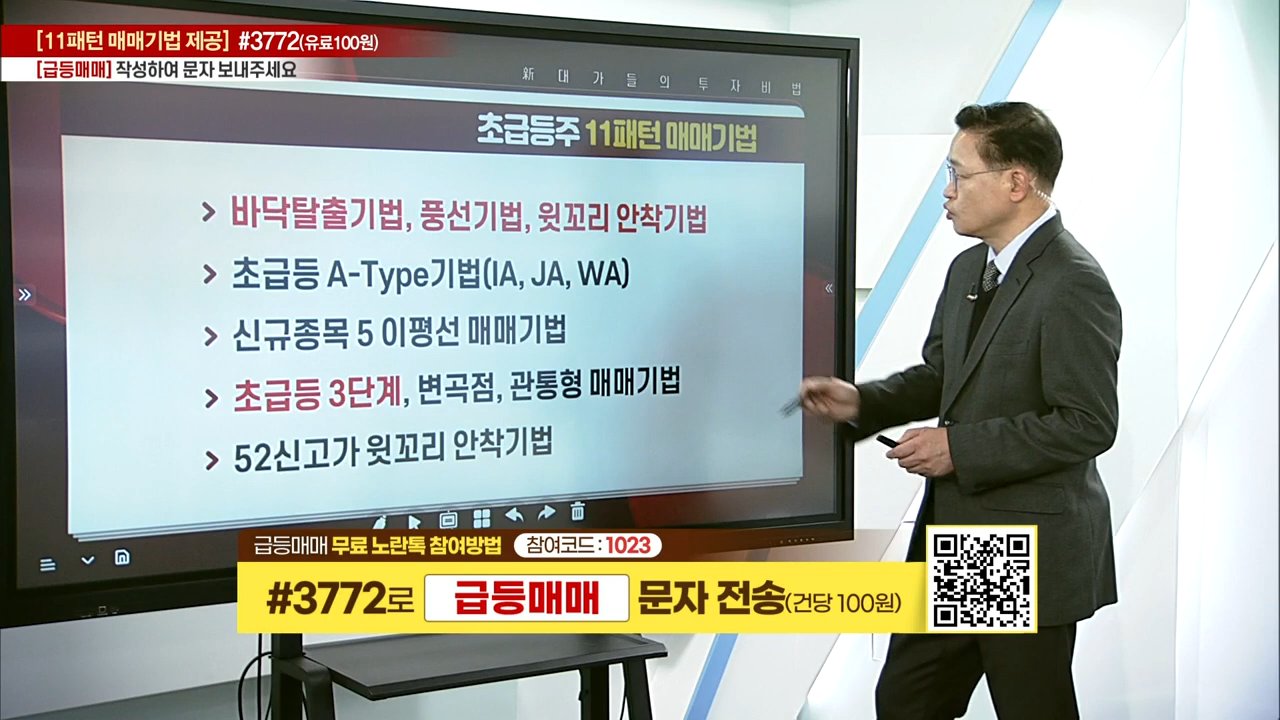 [11패턴 매매기법 제공] #3772(유료100원)
[급등매매] 작성하여 문자 보내주세요
新대가들의 투자비법
초급등주 11패턴 매매기법
바닥탈출기법, 풍선기법, 윗꼬리 안착기법
초급등 A-Type기법(IA, JA, WA)
신규종목 5 이평선 매매기법
초급등 3단계, 변곡점, 관통형 매매기법
52신고가 윗꼬리 안착기법
급등매매 무료 노란톡 참여방법 참여코드 : 1023
#3772로 급등매매 문자 전송(건당 100원)